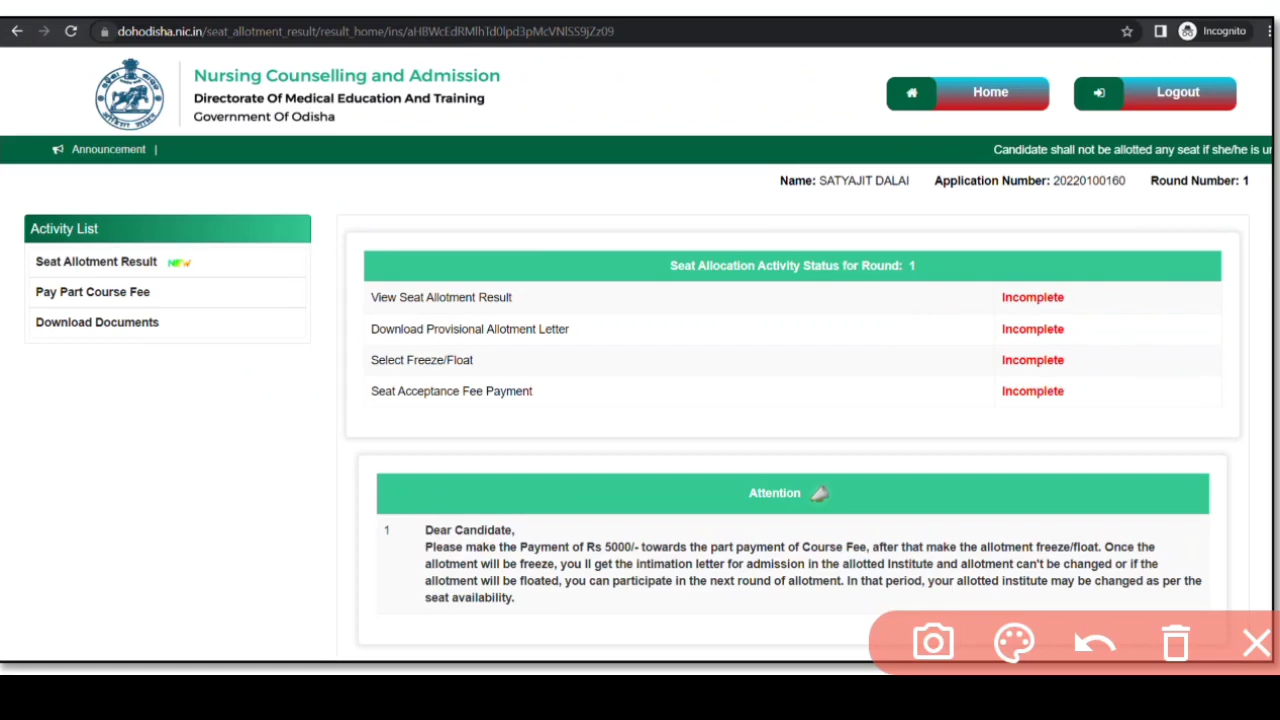 dohodisha.nic.in/seat_allotment_result/result_home/ins/
Incognito
Nursing Counselling and Admission
Directorate Of Medical Education And Training
Government Of Odisha
Home
Logout
Announcement |
Candidate shall not be allotted any seat if she/he is
Name: SATYAJIT DALAI Application Number: 20220100160 Round Number: 1
Activity List
Seat Allotment Result NEW
Pay Part Course Fee
Download Documents
Seat Allocation Activity Status for Round: 1
View Seat Allotment Result Incomplete
Download Provisional Allotment Letter Incomplete
Select Freeze/Float Incomplete
Seat Acceptance Fee Payment Incomplete
Attention
1 Dear Candidate,
Please make the Payment of Rs 5000/- towards the part payment of Course Fee, after that make the allotment freeze/float. Once the
allotment will be freeze, you ll get the intimation letter for admission in the allotted Institute and allotment can't be changed or if the
allotment will be floated, you can participate in the next round of allotment. In that period, your allotted institute may be changed as per the
seat availability.